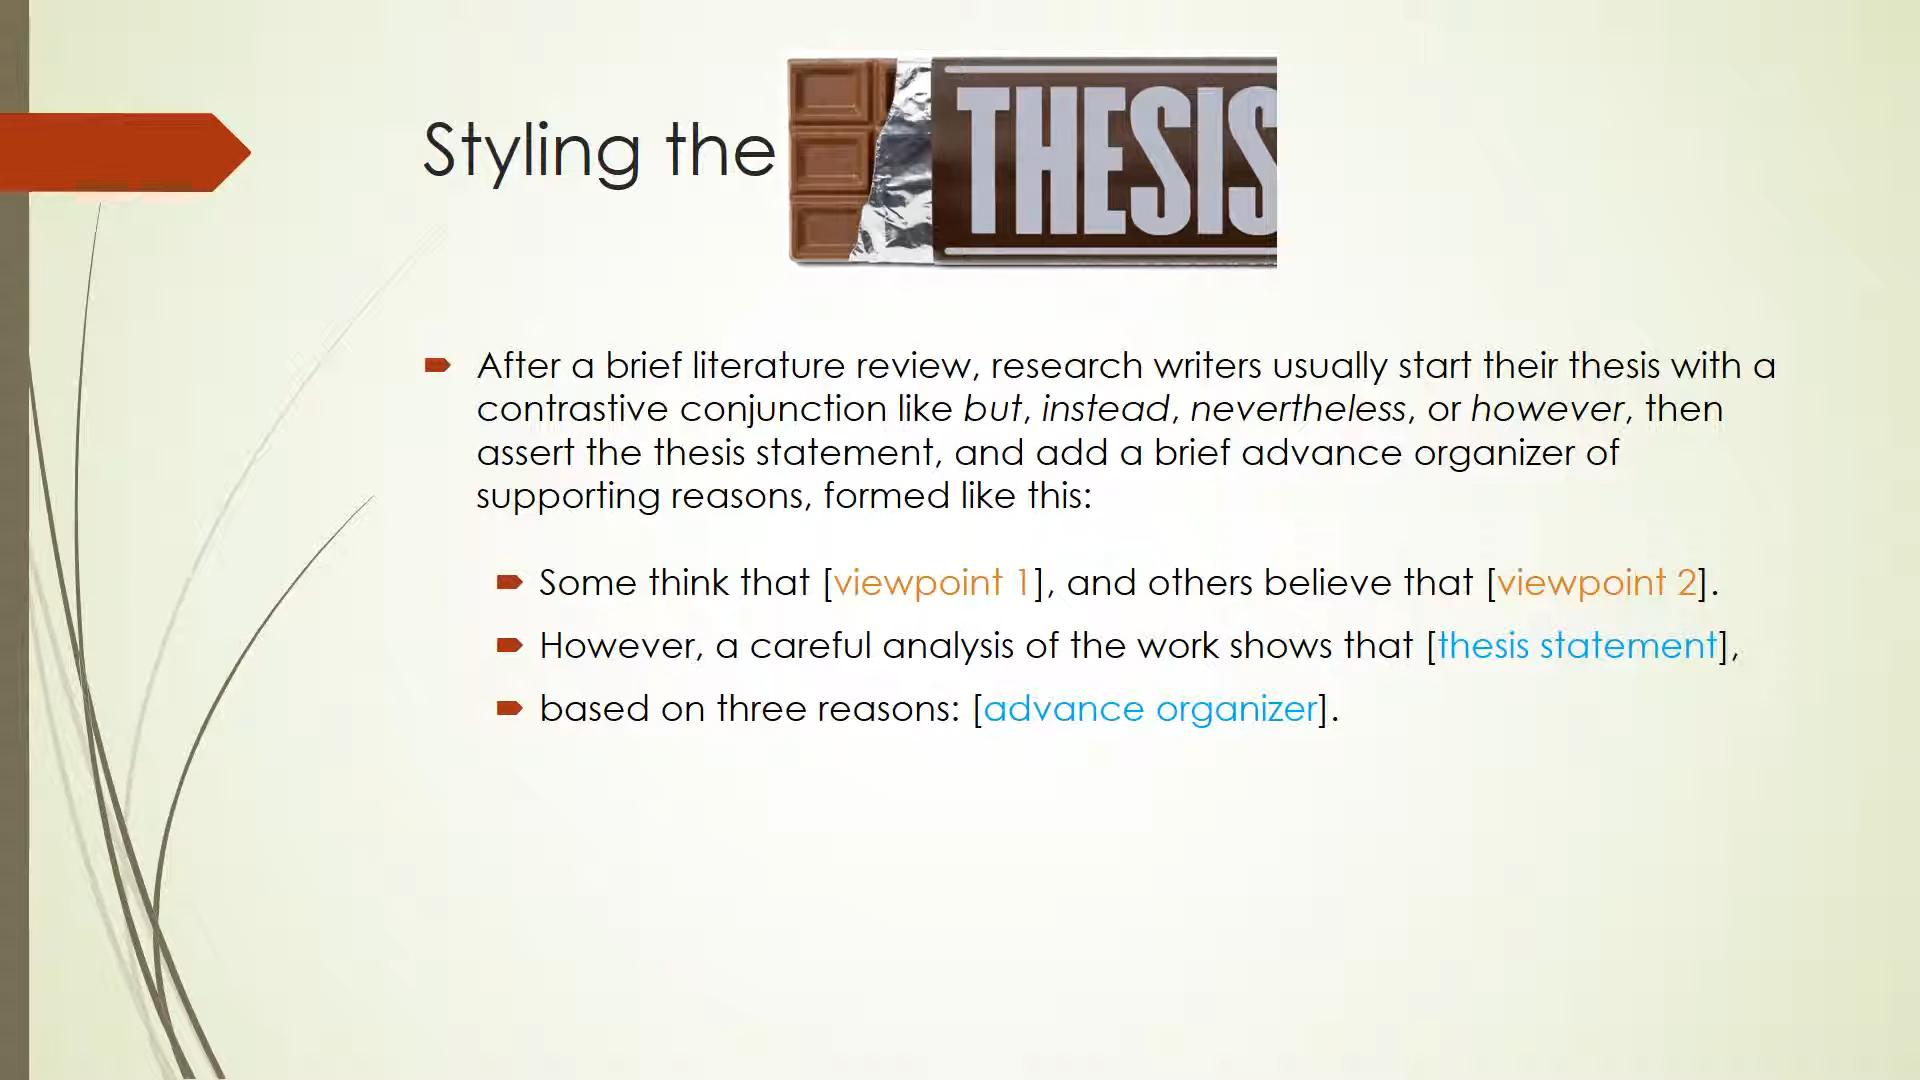 Styling the THESIS
After a brief literature review, research writers usually start their thesis with a
contrastive conjunction like but, instead, nevertheless, or however, then
assert the thesis statement, and add a brief advance organizer of
supporting reasons, formed like this:
Some think that [viewpoint 1], and others believe that [viewpoint 2].
However, a careful analysis of the work shows that [thesis statement],
based on three reasons: [advance organizer].